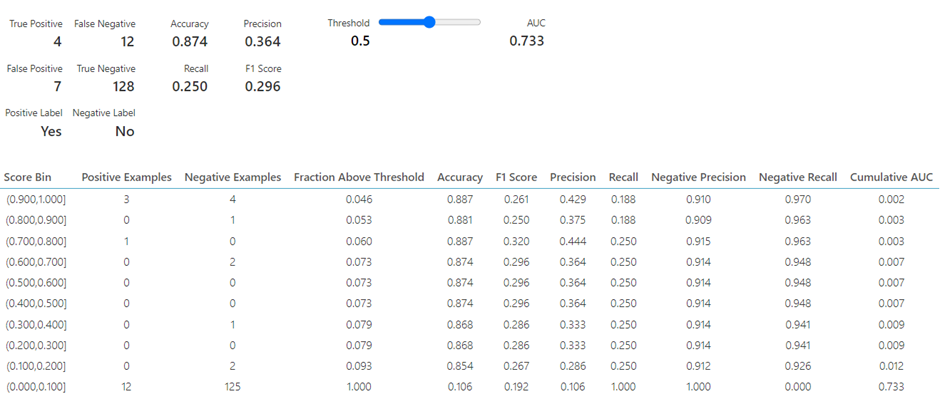 True Positive False Negative Accuracy Precision Threshold AUC
4 12 0.874 0.364 0.5 0.733
False Positive True Negative Recall F1 Score
7 128 0.250 0.296
Positive Label Negative Label
Yes No
Score Bin Positive Examples Negative Examples Fraction Above Threshold Accuracy F1 Score Precision Recall Negative Precision Negative Recall Cumulative AUC
(0.900,1.000] 3 4 0.046 0.887 0.261 0.429 0.188 0.910 0.970 0.002
(0.800,0.900] 0 1 0.053 0.881 0.250 0.375 0.188 0.909 0.963 0.003
(0.700,0.800] 1 0 0.060 0.887 0.320 0.444 0.250 0.915 0.963 0.003
(0.600,0.700] 0 2 0.073 0.874 0.296 0.364 0.250 0.914 0.948 0.007
(0.500,0.600] 0 0 0.073 0.874 0.296 0.364 0.250 0.914 0.948 0.007
(0.400,0.500] 0 0 0.073 0.874 0.296 0.364 0.250 0.914 0.948 0.007
(0.300,0.400] 0 1 0.079 0.868 0.286 0.333 0.250 0.914 0.941 0.009
(0.200,0.300] 0 0 0.079 0.868 0.286 0.333 0.250 0.914 0.941 0.009
(0.100,0.200] 0 2 0.093 0.854 0.267 0.286 0.250 0.912 0.926 0.012
(0.000,0.100] 12 125 1.000 0.106 0.192 0.106 1.000 1.000 0.000 0.733